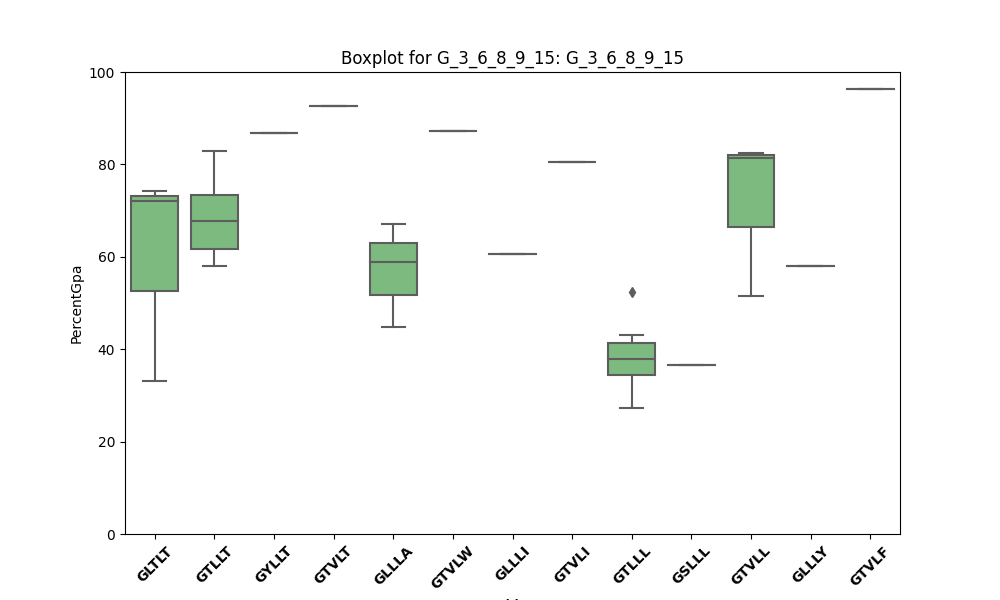 Boxplot for G_3_6_8_9_15: G_3_6_8_9_15
PercentGpa
100
80
60
40
20
0
GLTLT
GTLLT
GYLLT
GTVLT
GLLLA
GTVLW
GLLLI
GTVLI
GTLLL
GSLLL
GTVLL
GLLLY
GTVLF